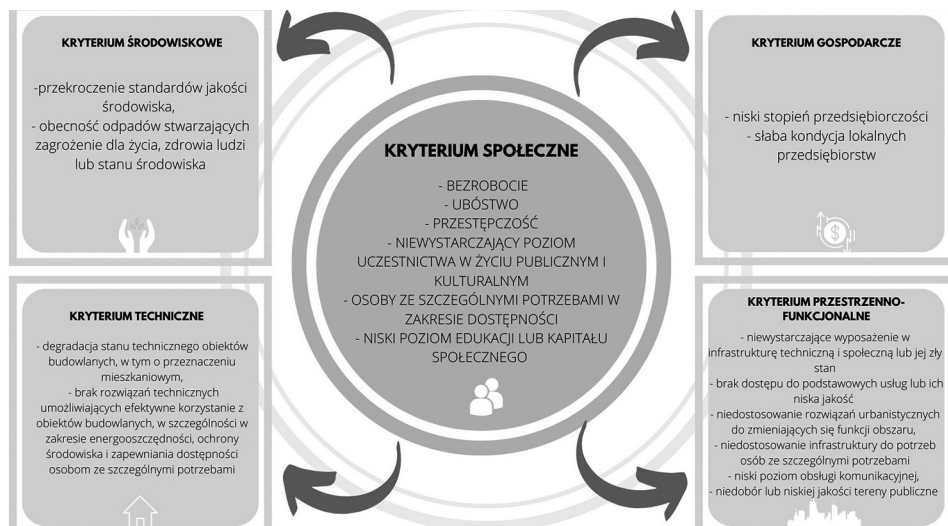 KRYTERIUM ŚRODOWISKOWE
-przekroczenie standardów jakości
środowiska,
- obecność odpadów stwarzających
zagrożenie dla życia, zdrowia ludzi
lub stanu środowiska
KRYTERIUM GOSPODARCZE
- niski stopień przedsiębiorczości
- słaba kondycja lokalnych
przedsiębiorstw
$
KRYTERIUM SPOŁECZNE
- BEZROBOCIE
- UBÓSTWO
- PRZESTĘPCZOŚĆ
- NIEWYSTARCZAJĄCY POZIOM
UCZESTNICTWA W ŻYCIU PUBLICZNYM I
KULTURALNYM
- OSOBY ZE SZCZEGÓLNYMI POTRZEBAMI W
ZAKRESIE DOSTĘPNOŚCI
- NISKI POZIOM EDUKACJI LUB KAPITAŁU
SPOŁECZNEGO
KRYTERIUM TECHNICZNE
- degradacja stanu technicznego obiektów
budowlanych, w tym o przeznaczeniu
mieszkaniowym,
- brak rozwiązań technicznych
umożliwiających efektywne korzystanie z
obiektów budowlanych, w szczególności w
zakresie energooszczędności, ochrony
środowiska i zapewniania dostępności
osobom ze szczególnymi potrzebami
KRYTERIUM PRZESTRZENNO-
FUNKCJONALNE
- niewystarczające wyposażenie w
infrastrukturę techniczną i społeczną lub jej zły
stan
- brak dostępu do podstawowych usług lub ich
niska jakość
- niedostosowanie rozwiązań urbanistycznych
do zmieniających się funkcji obszaru,
- niedostosowanie infrastruktury do potrzeb
osób ze szczególnymi potrzebami
- niski poziom obsługi komunikacyjnej,
- niedobór lub niskiej jakości tereny publiczne